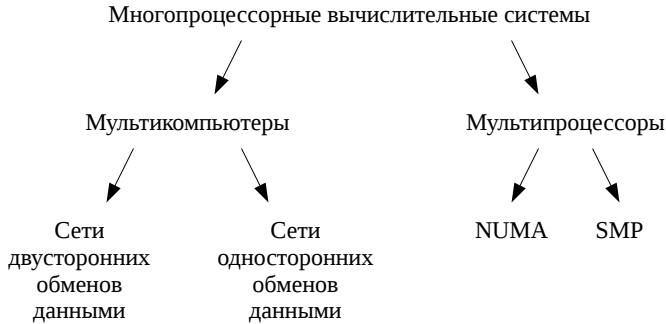 Многопроцессорные вычислительные системы
Мультикомпьютеры
Мультипроцессоры
Сети
двусторонних
обменов
данными
Сети
односторонних
обменов
данными
NUMA
SMP